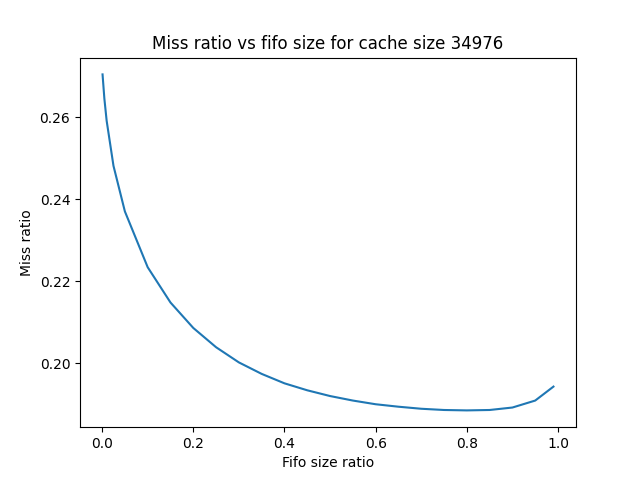 Miss ratio vs fifo size for cache size 34976
Miss ratio
0.26
0.24
0.22
0.20
0.0 0.2 0.4 0.6 0.8 1.0
Fifo size ratio